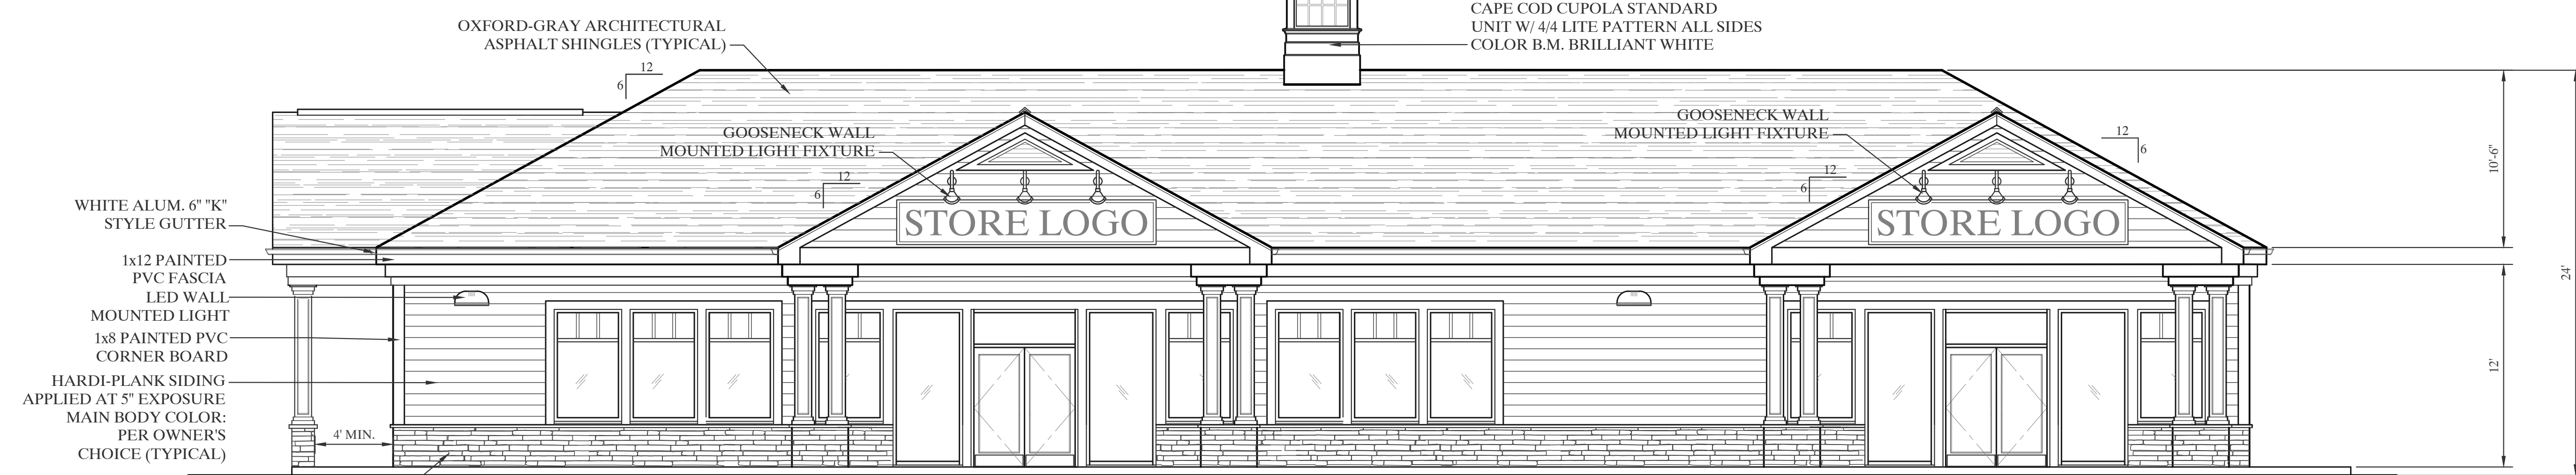 OXFORD-GRAY ARCHITECTURAL
ASPHALT SHINGLES (TYPICAL)
CAPE COD CUPOLA STANDARD
UNIT W/ 4/4 LITE PATTERN ALL SIDES
COLOR B.M. BRILLIANT WHITE
12
6
GOOSENECK WALL
MOUNTED LIGHT FIXTURE
12
6
GOOSENECK WALL
MOUNTED LIGHT FIXTURE
12
6
12
6
10'-6"
24'
12'
STORE LOGO
STORE LOGO
WHITE ALUM. 6" "K"
STYLE GUTTER
1x12 PAINTED
PVC FASCIA
LED WALL
MOUNTED LIGHT
1x8 PAINTED PVC
CORNER BOARD
HARDI-PLANK SIDING
APPLIED AT 5" EXPOSURE
MAIN BODY COLOR:
PER OWNER'S
CHOICE (TYPICAL)
4' MIN.